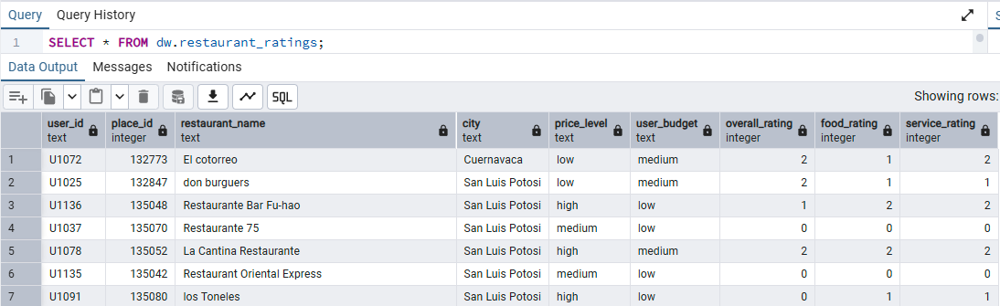 Query Query History
1 SELECT * FROM dw.restaurant_ratings;
S
Data Output Messages Notifications
SQL Showing rows:
user_id place_id restaurant_name city price_level user_budget overall_rating food_rating service_rating
text integer text text text text integer integer integer
1 U1072 132773 El cotorreo Cuernavaca low medium 2 1 2
2 U1025 132847 don burguers San Luis Potosi low medium 2 1 1
3 U1136 135048 Restaurante Bar Fu-hao San Luis Potosi high low 1 2 2
4 U1037 135070 Restaurante 75 San Luis Potosi medium low 0 0 0
5 U1078 135052 La Cantina Restaurante San Luis Potosi high medium 2 2 2
6 U1135 135042 Restaurant Oriental Express San Luis Potosi medium low 0 0 0
7 U1091 135080 los Toneles San Luis Potosi high low 0 1 1